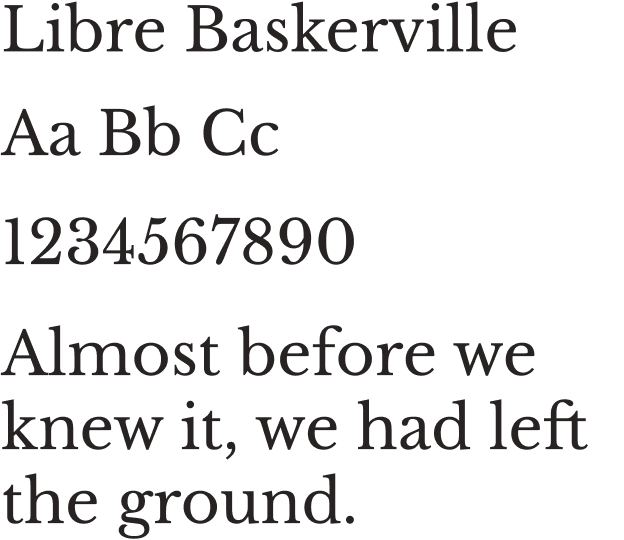 Libre Baskerville
Aa Bb Cc
1234567890
Almost before we
knew it, we had left
the ground.